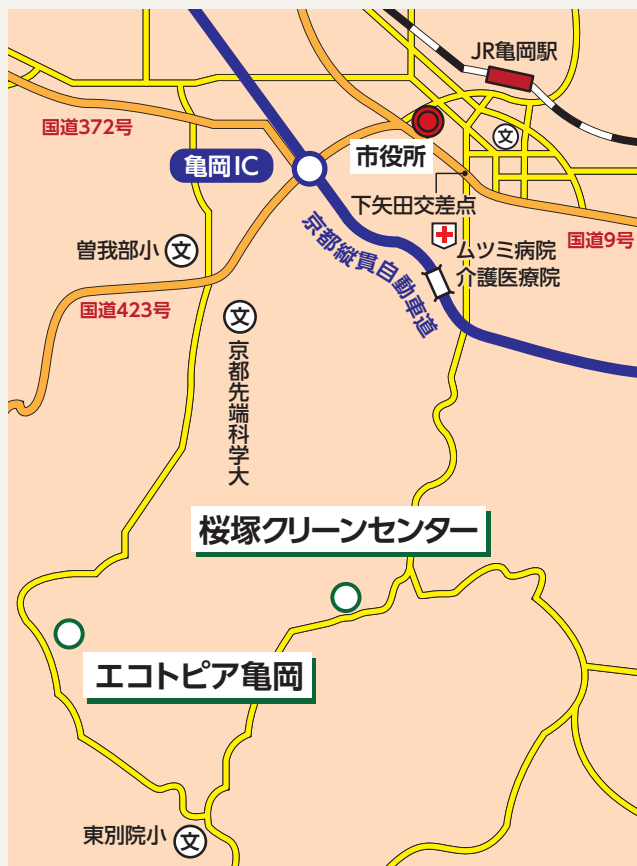 JR亀岡駅
国道372号
文
市役所
亀岡IC
下矢田交差点
国道9号
曽我部小 文
ムツミ病院
介護医療院
京都縦貫自動車道
国道423号
文
京都先端科学大
桜塚クリーンセンター
エコトピア亀岡
東別院小 文